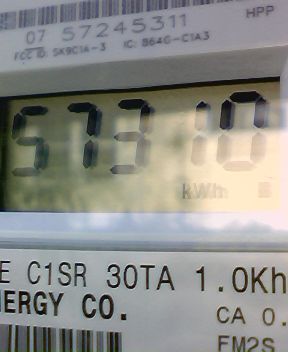 HPP
07 57245311
FCC ID: SK9C1A-3 IC: 864G-C1A3
57310
kWh
E C1SR 30TA 1.0Kh
ERGY CO.
CA 0.
FM2S